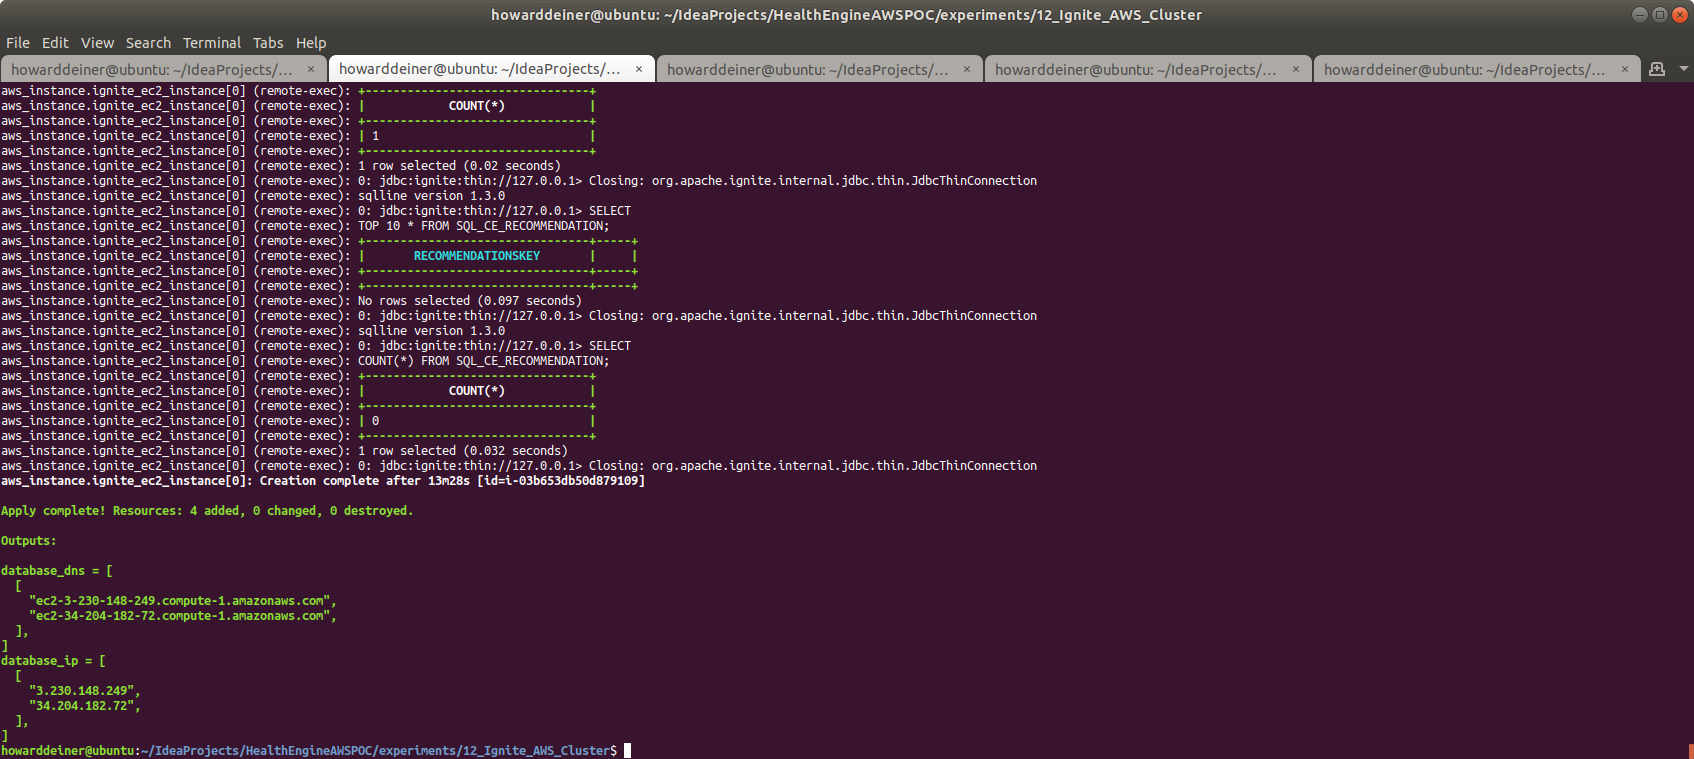 howarddeiner@ubuntu: ~/IdeaProjects/HealthEngineAWSPOC/experiments/12_Ignite_AWS_Cluster
File Edit View Search Terminal Tabs Help
howarddeiner@ubuntu: ~/IdeaProjects/... × howarddeiner@ubuntu: ~/IdeaProjects/... × howarddeiner@ubuntu: ~/IdeaProjects/... × howarddeiner@ubuntu: ~/IdeaProjects/... × howarddeiner@ubuntu: ~/IdeaProjects/... ×
aws_instance.ignite_ec2_instance[0] (remote-exec): +--------------------------------+
aws_instance.ignite_ec2_instance[0] (remote-exec): |            COUNT(*)            |
aws_instance.ignite_ec2_instance[0] (remote-exec): +--------------------------------+
aws_instance.ignite_ec2_instance[0] (remote-exec): | 1                              |
aws_instance.ignite_ec2_instance[0] (remote-exec): +--------------------------------+
aws_instance.ignite_ec2_instance[0] (remote-exec): 1 row selected (0.02 seconds)
aws_instance.ignite_ec2_instance[0] (remote-exec): 0: jdbc:ignite:thin://127.0.0.1> Closing: org.apache.ignite.internal.jdbc.thin.JdbcThinConnection
aws_instance.ignite_ec2_instance[0] (remote-exec): sqlline version 1.3.0
aws_instance.ignite_ec2_instance[0] (remote-exec): 0: jdbc:ignite:thin://127.0.0.1> SELECT
aws_instance.ignite_ec2_instance[0] (remote-exec): TOP 10 * FROM SQL_CE_RECOMMENDATION;
aws_instance.ignite_ec2_instance[0] (remote-exec): +--------------------------------+-----+
aws_instance.ignite_ec2_instance[0] (remote-exec): |       RECOMMENDATIONSKEY       |     |
aws_instance.ignite_ec2_instance[0] (remote-exec): +--------------------------------+-----+
aws_instance.ignite_ec2_instance[0] (remote-exec): +--------------------------------+-----+
aws_instance.ignite_ec2_instance[0] (remote-exec): No rows selected (0.097 seconds)
aws_instance.ignite_ec2_instance[0] (remote-exec): 0: jdbc:ignite:thin://127.0.0.1> Closing: org.apache.ignite.internal.jdbc.thin.JdbcThinConnection
aws_instance.ignite_ec2_instance[0] (remote-exec): sqlline version 1.3.0
aws_instance.ignite_ec2_instance[0] (remote-exec): 0: jdbc:ignite:thin://127.0.0.1> SELECT
aws_instance.ignite_ec2_instance[0] (remote-exec): COUNT(*) FROM SQL_CE_RECOMMENDATION;
aws_instance.ignite_ec2_instance[0] (remote-exec): +--------------------------------+
aws_instance.ignite_ec2_instance[0] (remote-exec): |            COUNT(*)            |
aws_instance.ignite_ec2_instance[0] (remote-exec): +--------------------------------+
aws_instance.ignite_ec2_instance[0] (remote-exec): | 0                              |
aws_instance.ignite_ec2_instance[0] (remote-exec): +--------------------------------+
aws_instance.ignite_ec2_instance[0] (remote-exec): 1 row selected (0.032 seconds)
aws_instance.ignite_ec2_instance[0] (remote-exec): 0: jdbc:ignite:thin://127.0.0.1> Closing: org.apache.ignite.internal.jdbc.thin.JdbcThinConnection
aws_instance.ignite_ec2_instance[0]: Creation complete after 13m28s [id=i-03b653db50d879109]
Apply complete! Resources: 4 added, 0 changed, 0 destroyed.
Outputs:
database_dns = [
  [
    "ec2-3-230-148-249.compute-1.amazonaws.com",
    "ec2-34-204-182-72.compute-1.amazonaws.com",
  ],
]
database_ip = [
  [
    "3.230.148.249",
    "34.204.182.72",
  ],
]
howarddeiner@ubuntu:~/IdeaProjects/HealthEngineAWSPOC/experiments/12_Ignite_AWS_Cluster$